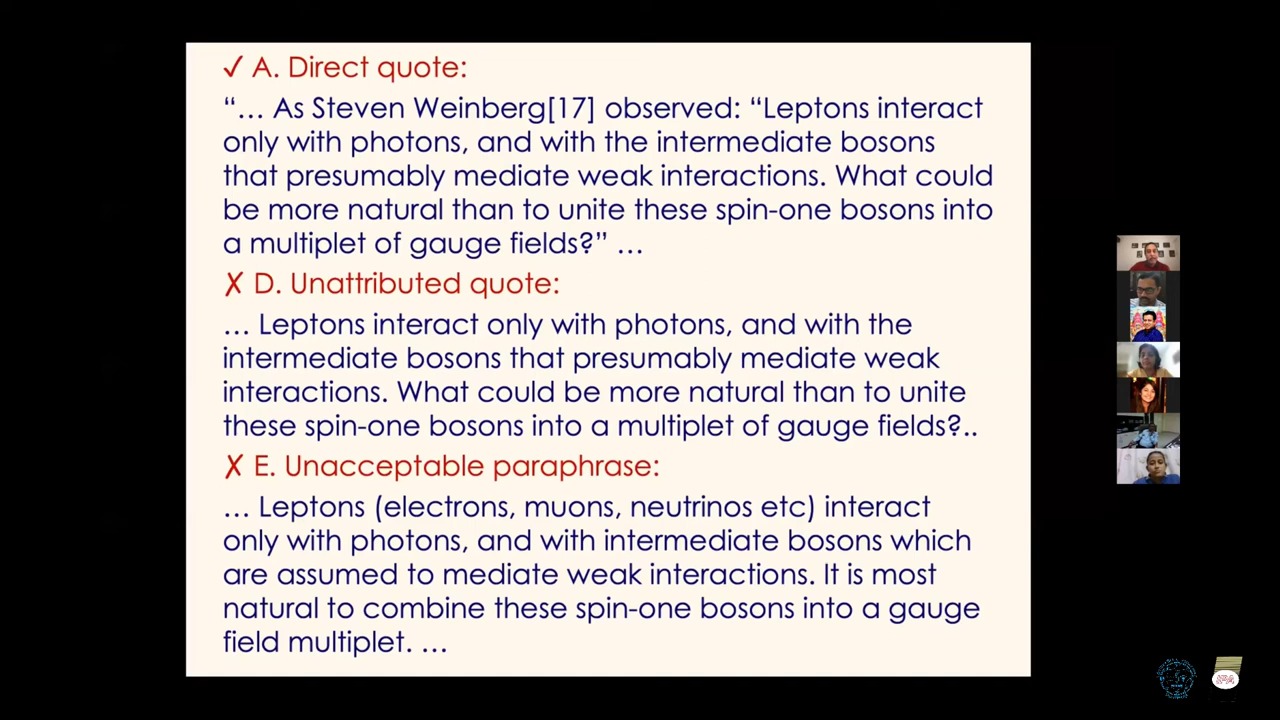 ✓ A. Direct quote:
“… As Steven Weinberg[17] observed: “Leptons interact
only with photons, and with the intermediate bosons
that presumably mediate weak interactions. What could
be more natural than to unite these spin-one bosons into
a multiplet of gauge fields?” …
✗ D. Unattributed quote:
… Leptons interact only with photons, and with the
intermediate bosons that presumably mediate weak
interactions. What could be more natural than to unite
these spin-one bosons into a multiplet of gauge fields?..
✗ E. Unacceptable paraphrase:
… Leptons (electrons, muons, neutrinos etc) interact
only with photons, and with intermediate bosons which
are assumed to mediate weak interactions. It is most
natural to combine these spin-one bosons into a gauge
field multiplet. …